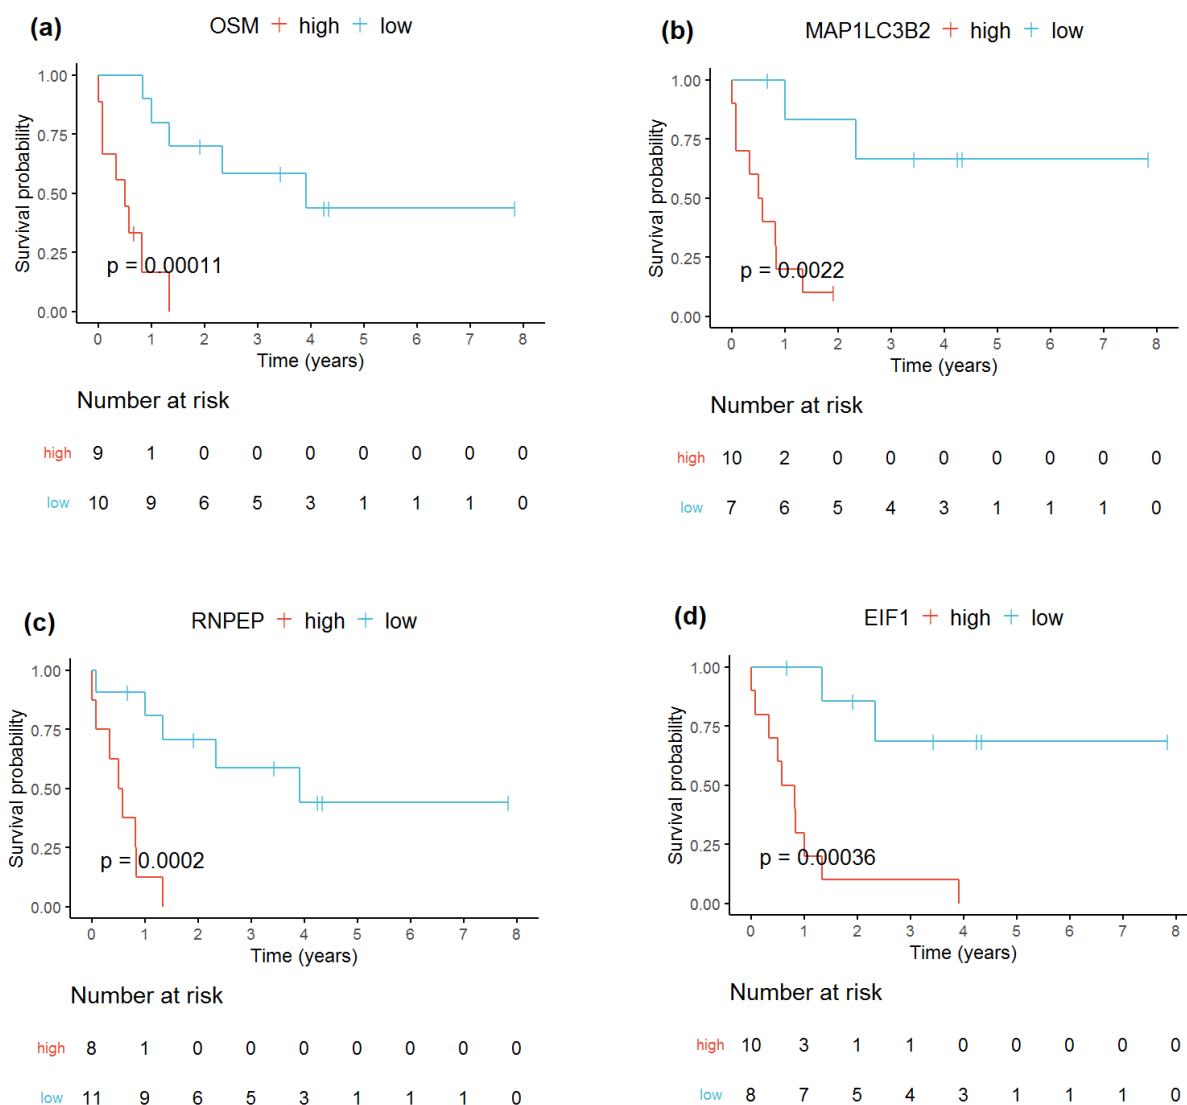 (a) OSM high low
1.00
0.75
0.50
0.25
0.00
Survival probability
p = 0.00011
0 1 2 3 4 5 6 7 8
Time (years)
Number at risk
high 9 1 0 0 0 0 0 0 0
low 10 9 6 5 3 1 1 1 0
(b) MAP1LC3B2 high low
1.00
0.75
0.50
0.25
0.00
Survival probability
p = 0.0022
0 1 2 3 4 5 6 7 8
Time (years)
Number at risk
high 10 2 0 0 0 0 0 0 0
low 7 6 5 4 3 1 1 1 0
(c) RNPEP high low
1.00
0.75
0.50
0.25
0.00
Survival probability
p = 0.0002
0 1 2 3 4 5 6 7 8
Time (years)
Number at risk
high 8 1 0 0 0 0 0 0 0
low 11 9 6 5 3 1 1 1 0
(d) EIF1 high low
1.00
0.75
0.50
0.25
0.00
Survival probability
p = 0.00036
0 1 2 3 4 5 6 7 8
Time (years)
Number at risk
high 10 3 1 1 0 0 0 0 0
low 8 7 5 4 3 1 1 1 0